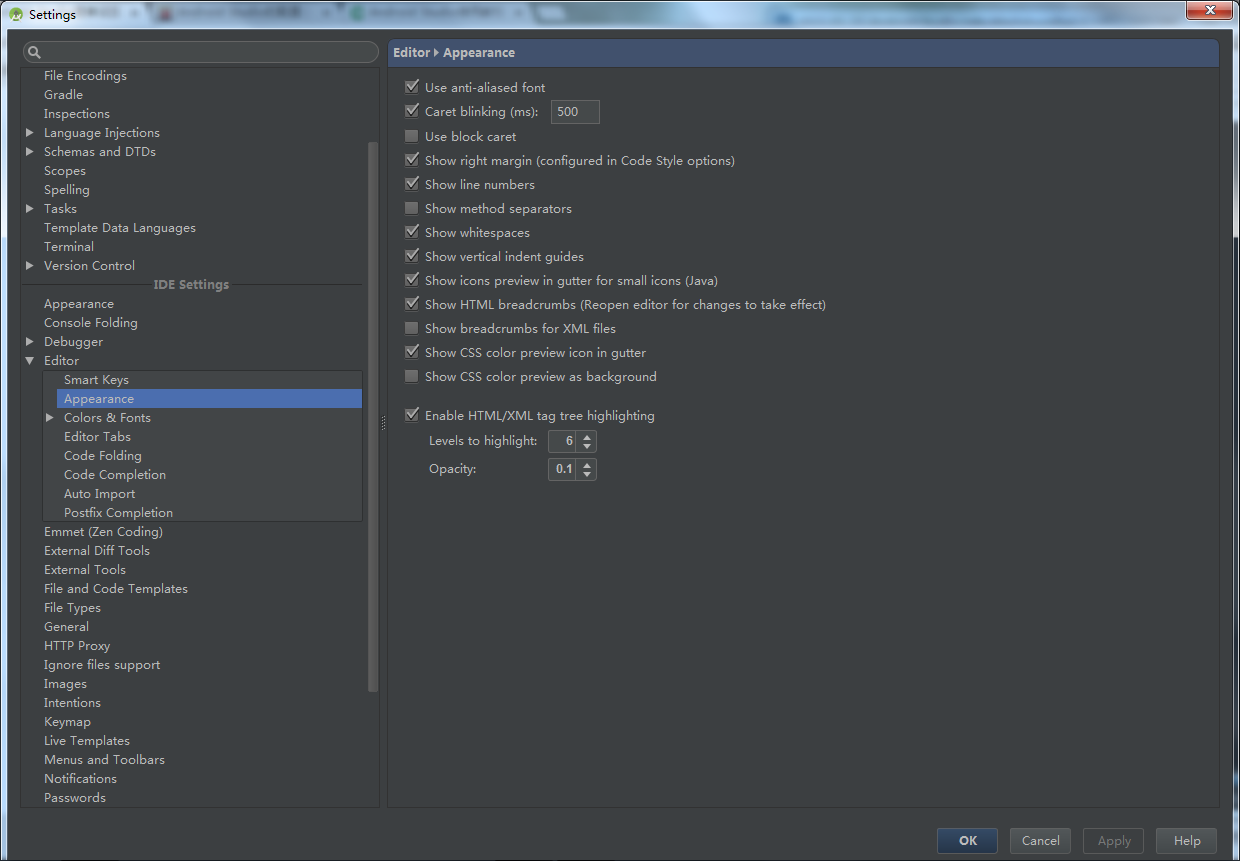 Settings
File Encodings
Gradle
Inspections
Language Injections
Schemas and DTDs
Scopes
Spelling
Tasks
Template Data Languages
Terminal
Version Control
IDE Settings
Appearance
Console Folding
Debugger
Editor
Smart Keys
Appearance
Colors & Fonts
Editor Tabs
Code Folding
Code Completion
Auto Import
Postfix Completion
Emmet (Zen Coding)
External Diff Tools
External Tools
File and Code Templates
File Types
General
HTTP Proxy
Ignore files support
Images
Intentions
Keymap
Live Templates
Menus and Toolbars
Notifications
Passwords
Editor Appearance
Use anti-aliased font
Caret blinking (ms): 500
Use block caret
Show right margin (configured in Code Style options)
Show line numbers
Show method separators
Show whitespaces
Show vertical indent guides
Show icons preview in gutter for small icons (Java)
Show HTML breadcrumbs (Reopen editor for changes to take effect)
Show breadcrumbs for XML files
Show CSS color preview icon in gutter
Show CSS color preview as background
Enable HTML/XML tag tree highlighting
Levels to highlight: 6
Opacity: 0.1
OK Cancel Apply Help